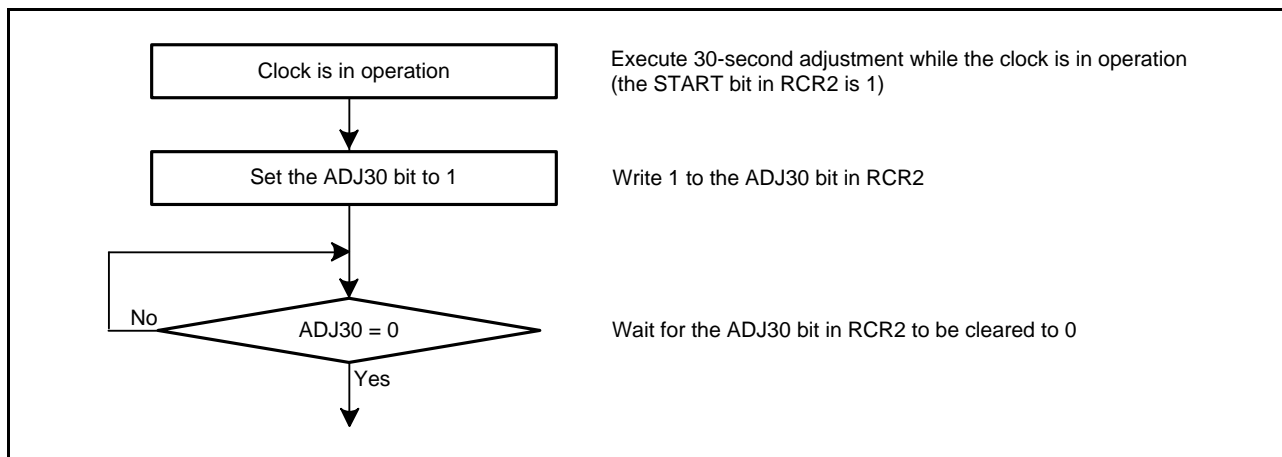 Clock is in operation
Execute 30-second adjustment while the clock is in operation
(the START bit in RCR2 is 1)
Set the ADJ30 bit to 1
Write 1 to the ADJ30 bit in RCR2
No
ADJ30 = 0
Wait for the ADJ30 bit in RCR2 to be cleared to 0
Yes